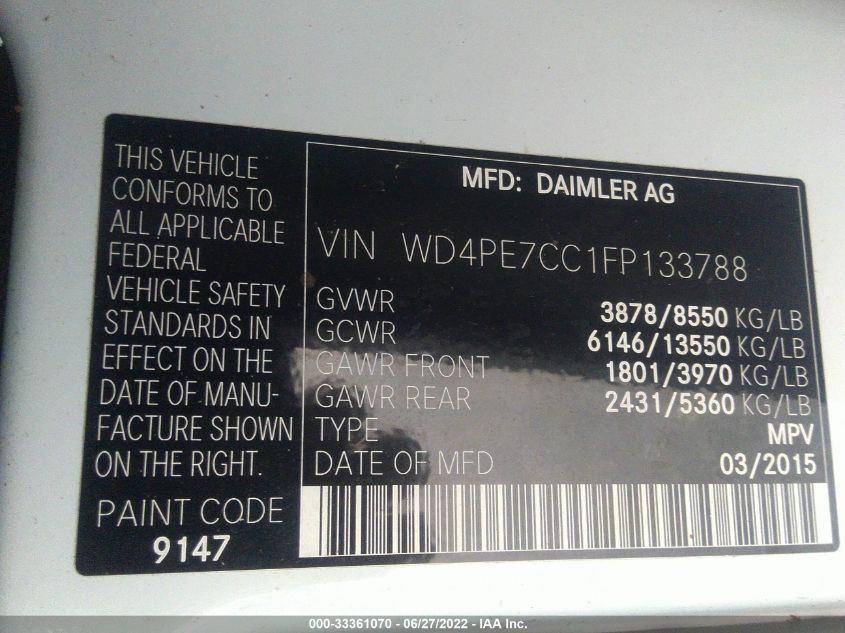 THIS VEHICLE
CONFORMS TO
ALL APPLICABLE
FEDERAL
VEHICLE SAFETY
STANDARDS IN
EFFECT ON THE
DATE OF MANU-
FACTURE SHOWN
ON THE RIGHT.
PAINT CODE
9147
MFD: DAIMLER AG
VIN WD4PE7CC1FP133788
GVWR 3878/8550 KG/LB
GCWR 6146/13550 KG/LB
GAWR FRONT 1801/3970 KG/LB
GAWR REAR 2431/5360 KG/LB
TYPE MPV
DATE OF MFD 03/2015
000-33361070 - 06/27/2022 - IAA Inc.